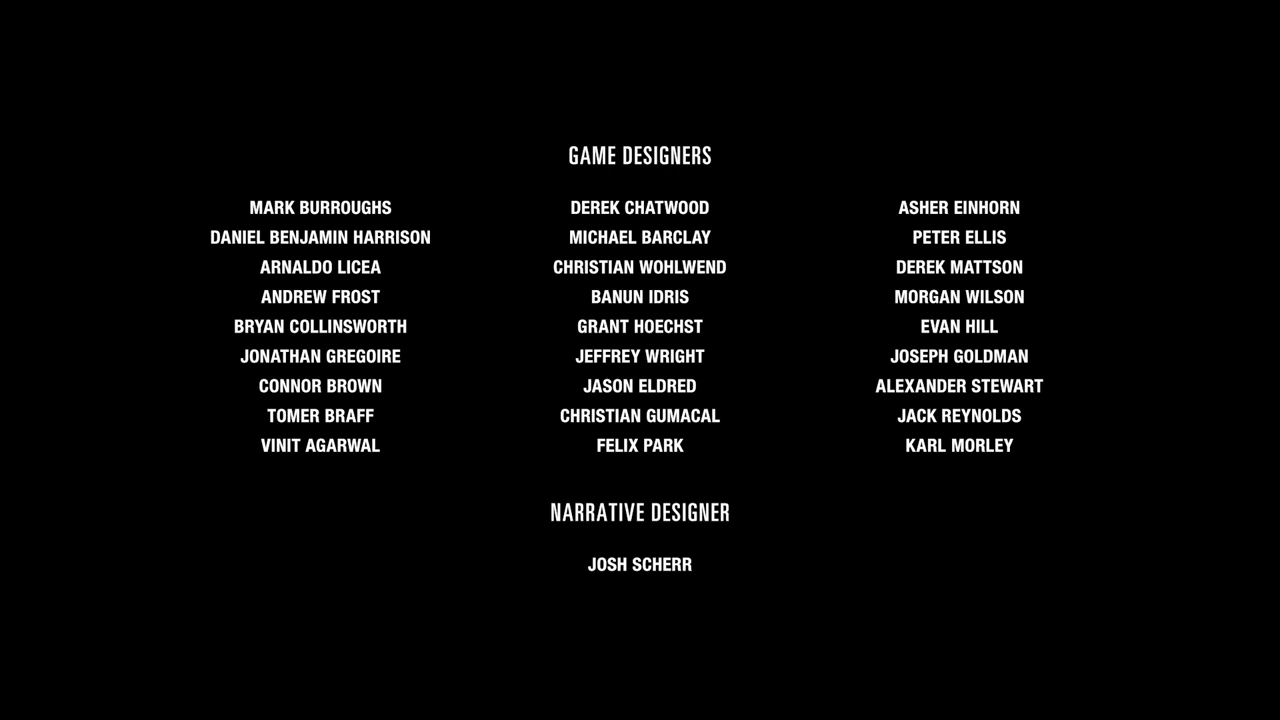 GAME DESIGNERS
MARK BURROUGHS DEREK CHATWOOD ASHER EINHORN
DANIEL BENJAMIN HARRISON MICHAEL BARCLAY PETER ELLIS
ARNALDO LICEA CHRISTIAN WOHLWEND DEREK MATTSON
ANDREW FROST BANUN IDRIS MORGAN WILSON
BRYAN COLLINSWORTH GRANT HOECHST EVAN HILL
JONATHAN GREGOIRE JEFFREY WRIGHT JOSEPH GOLDMAN
CONNOR BROWN JASON ELDRED ALEXANDER STEWART
TOMER BRAFF CHRISTIAN GUMACAL JACK REYNOLDS
VINIT AGARWAL FELIX PARK KARL MORLEY
NARRATIVE DESIGNER
JOSH SCHERR